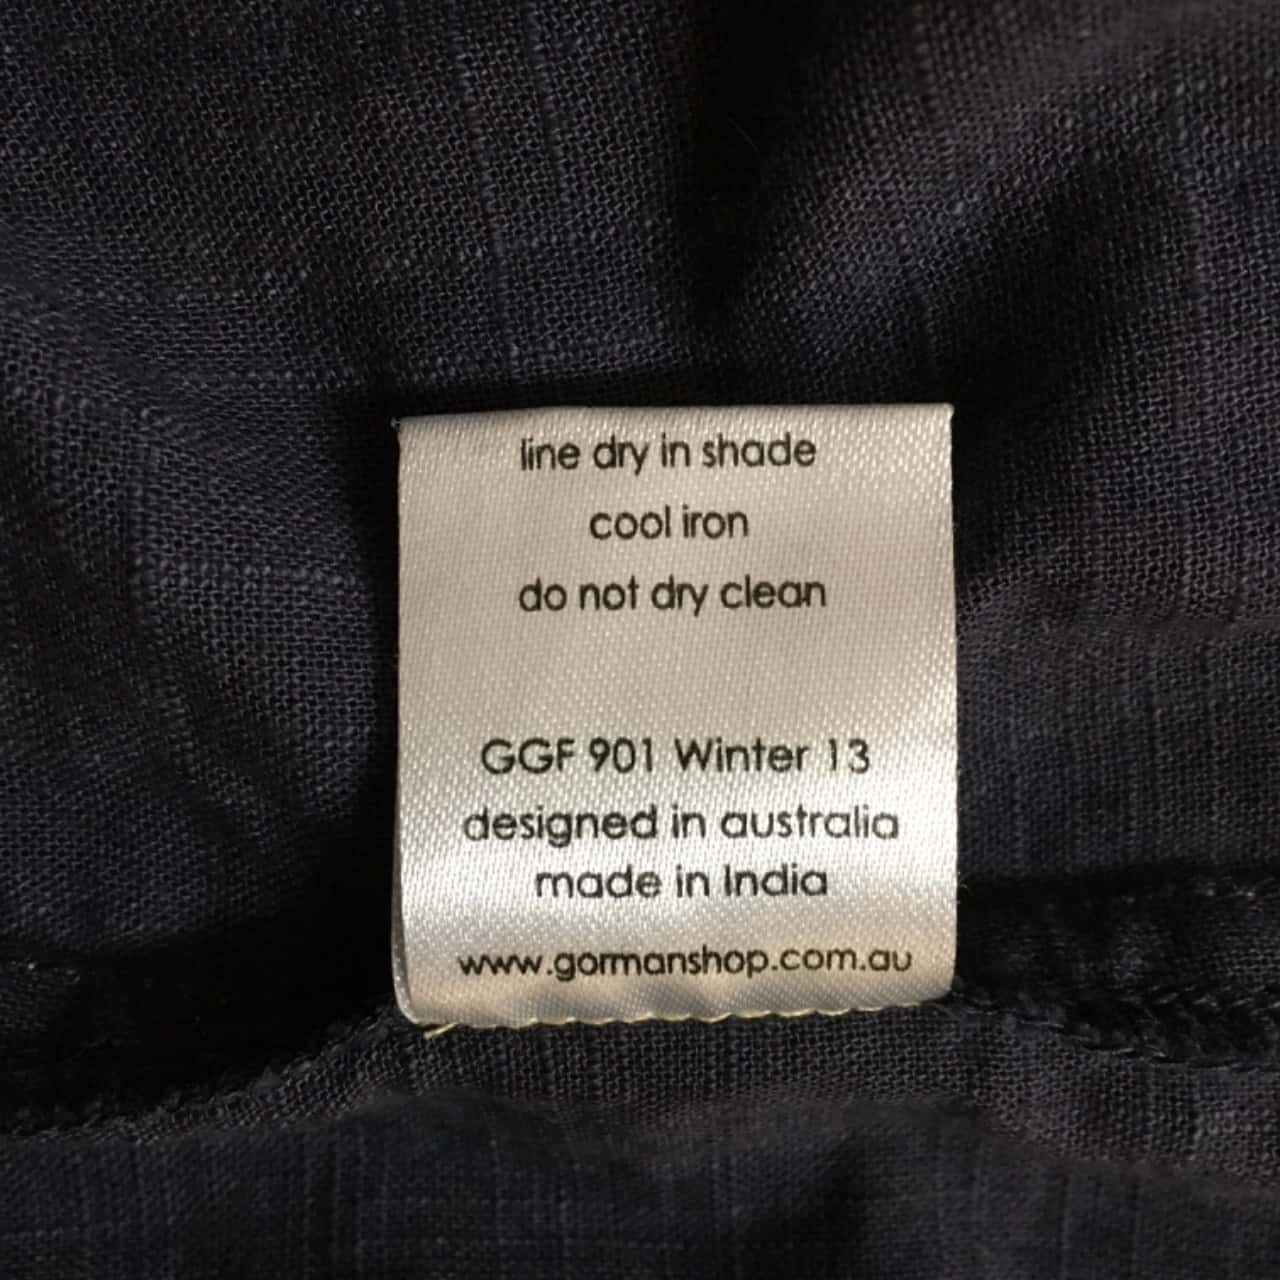 line dry in shade
cool iron
do not dry clean
GGF 901 Winter 13
designed in australia
made in India
www.gormanshop.com.au